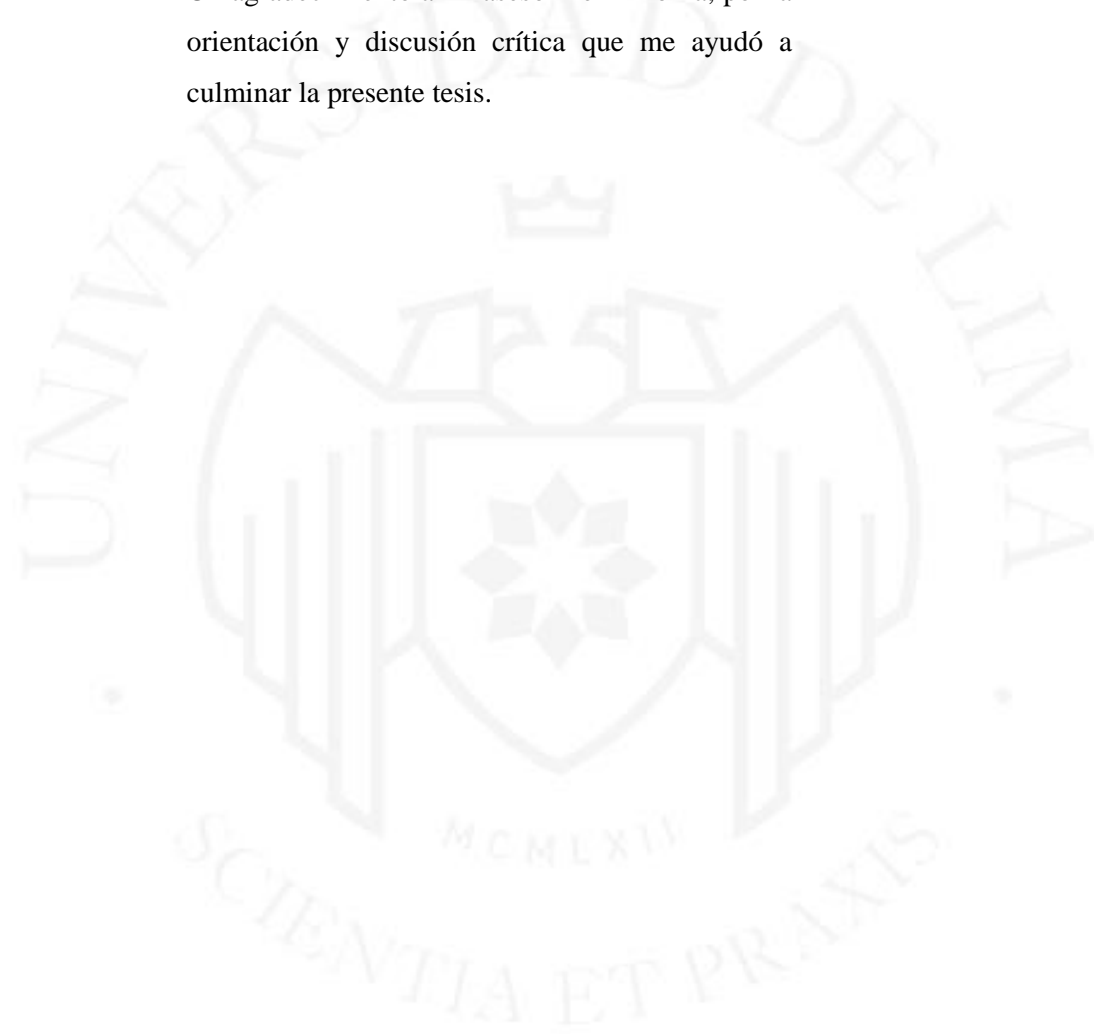 orientación y discusión crítica que me ayudó a
culminar la presente tesis.
UNIVERSIDAD DE LIMA
MCMLXII
SCIENTIA ET PRAXIS